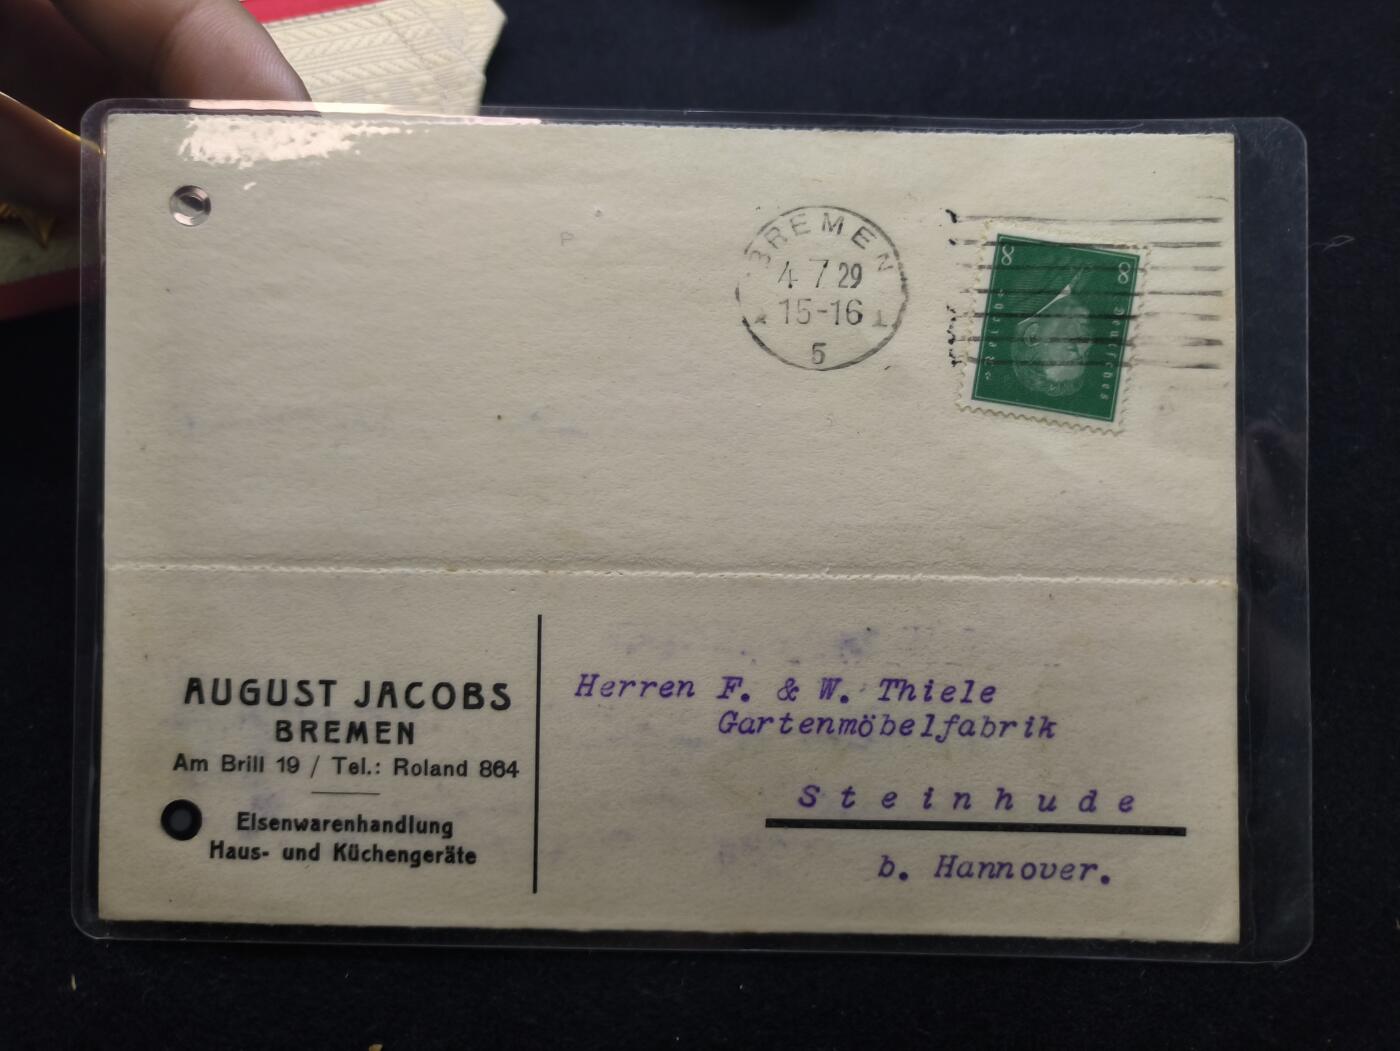 BREMEN
4 7 29
15-16
5
8 8
Deutsches
Reich
AUGUST JACOBS
BREMEN
Am Brill 19 / Tel.: Roland 864
Eisenwarenhandlung
Haus- und Küchengeräte
Herren F. & W. Thiele
Gartenmöbelfabrik
Steinhude
b. Hannover.